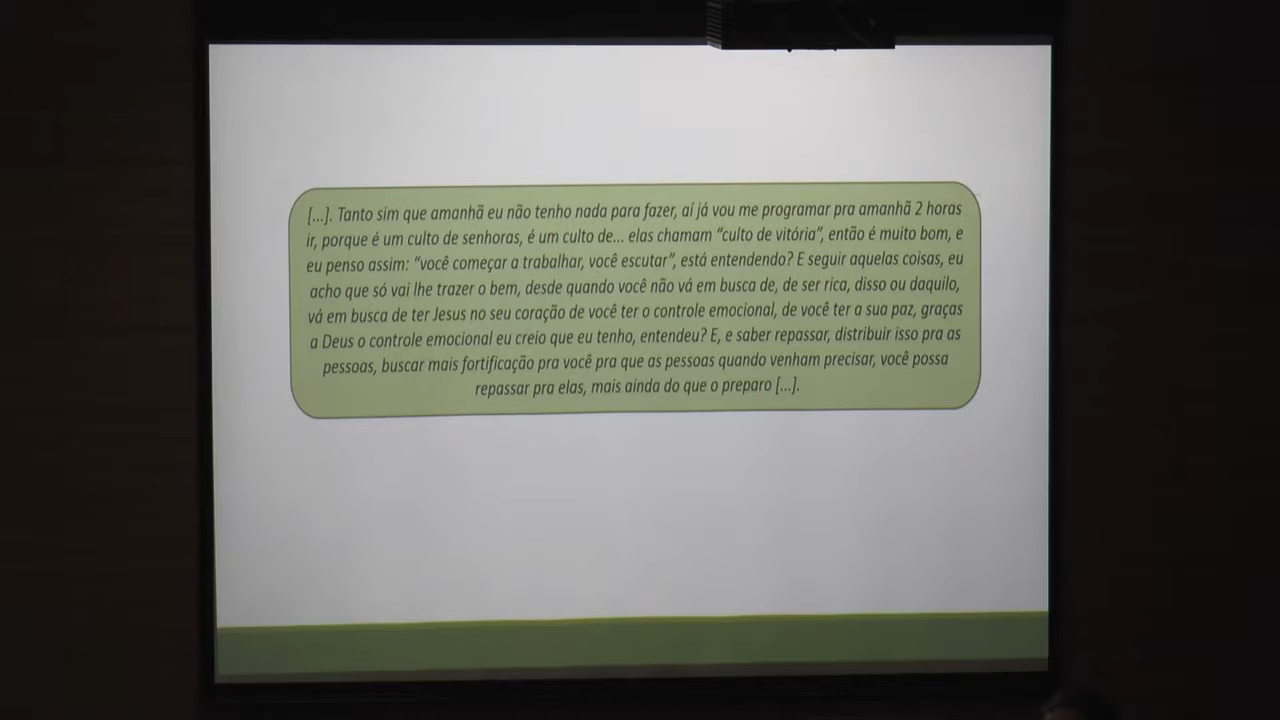 [...]. Tanto sim que amanhã eu não tenho nada para fazer, aí já vou me programar pra amanhã 2 horas
ir, porque é um culto de senhoras, é um culto de... elas chamam “culto de vitória”, então é muito bom, e
eu penso assim: “você começar a trabalhar, você escutar”, está entendendo? E seguir aquelas coisas, eu
acho que só vai lhe trazer o bem, desde quando você não vá em busca de, de ser rica, disso ou daquilo,
vá em busca de ter Jesus no seu coração de você ter o controle emocional, de você ter a sua paz, graças
a Deus o controle emocional eu creio que eu tenho, entendeu? E, e saber repassar, distribuir isso pra as
pessoas, buscar mais fortificação pra você pra que as pessoas quando venham precisar, você possa
repassar pra elas, mais ainda do que o preparo [...].